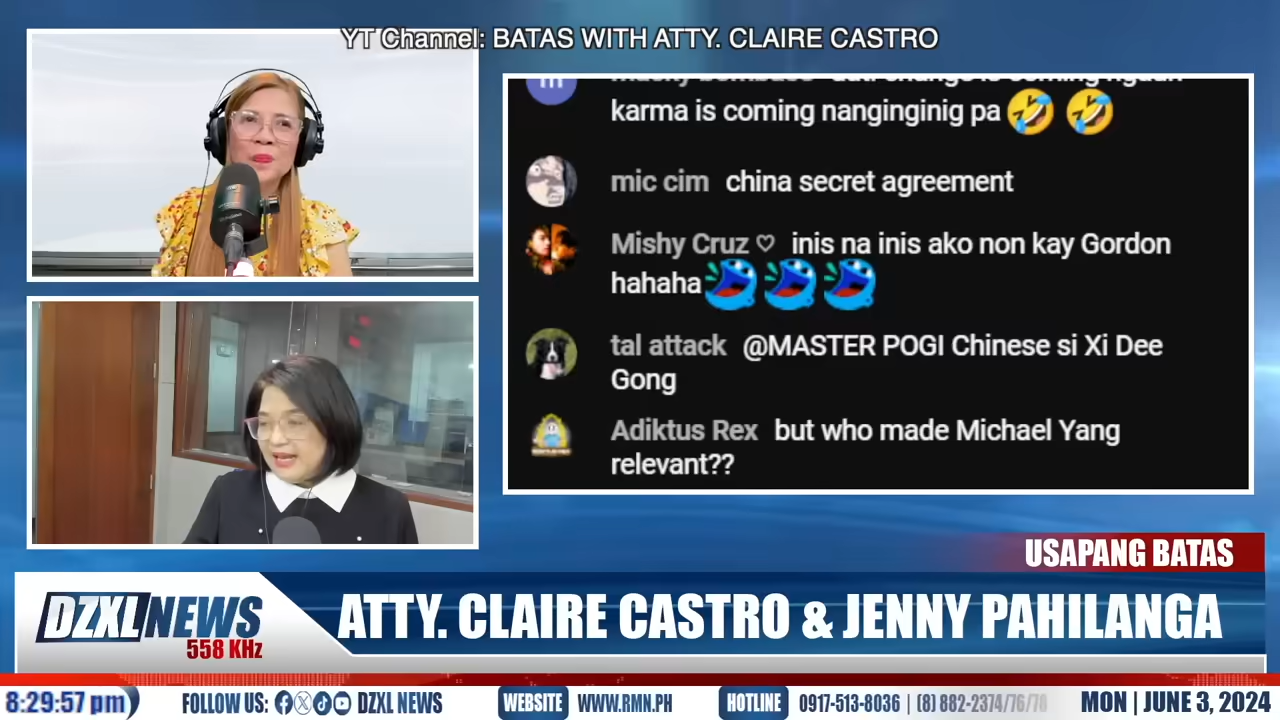 YT Channel: BATAS WITH ATTY. CLAIRE CASTRO
karma is coming nanginginig pa 🤣 🤣
mic cim china secret agreement
Mishy Cruz ♡ inis na inis ako non kay Gordon
hahaha
tal attack @MASTER POGI Chinese si Xi Dee
Gong
Adiktus Rex but who made Michael Yang
relevant??
USAPANG BATAS
DZXL NEWS
558 KHz
ATTY. CLAIRE CASTRO & JENNY PAHILANGA
8:29:57 pm
FOLLOW US: DZXL NEWS
WEBSITE WWW.RMN.PH
HOTLINE 0917-513-8036 | (8) 882-2374/76/78
MON | JUNE 3, 2024